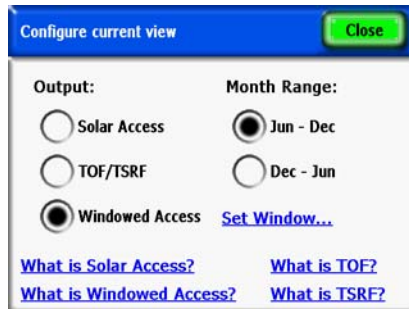 Configure current view
Close
Output:
Month Range:
Solar Access
Jun - Dec
TOF/TSRF
Dec - Jun
Windowed Access
Set Window...
What is Solar Access?
What is TOF?
What is Windowed Access?
What is TSRF?